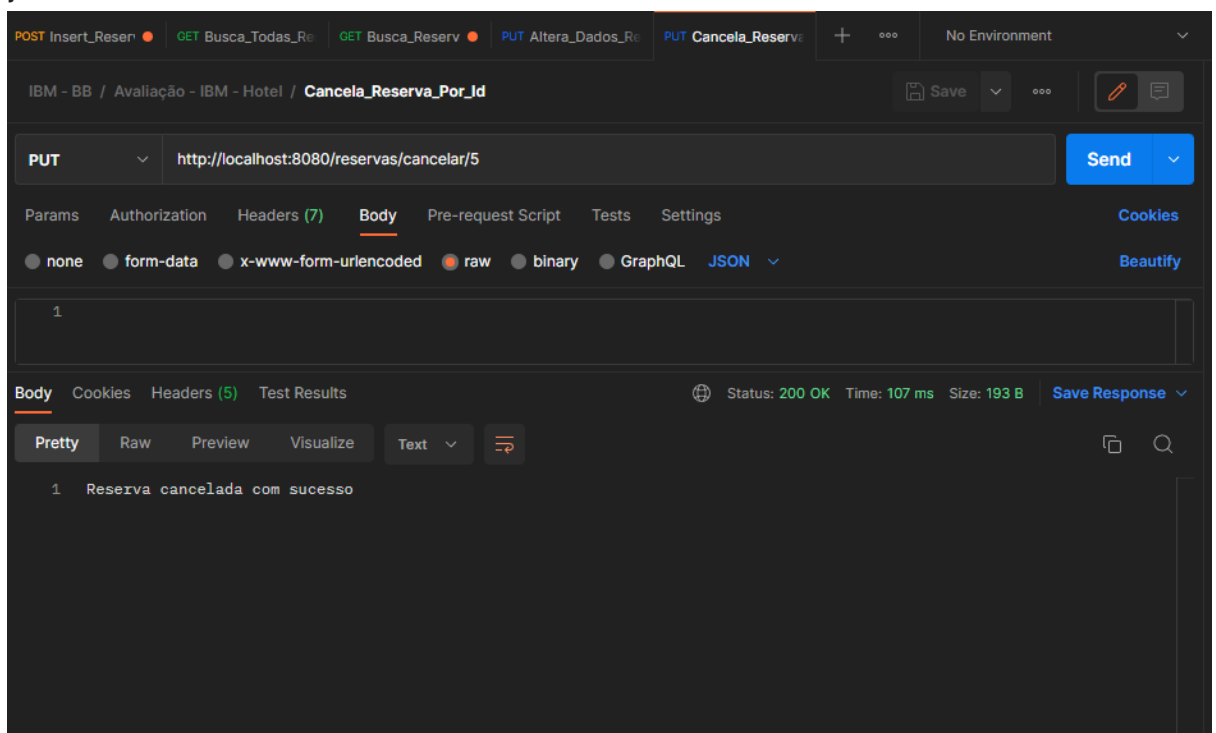 POST Insert_Reser GET Busca_Todas_Re GET Busca_Reserv PUT Altera_Dados_Re PUT Cancela_Reserva No Environment
IBM - BB / Avaliação - IBM - Hotel / Cancela_Reserva_Por_Id Save
PUT http://localhost:8080/reservas/cancelar/5 Send
Params Authorization Headers (7) Body Pre-request Script Tests Settings Cookies
none form-data x-www-form-urlencoded raw binary GraphQL JSON Beautify
1
Body Cookies Headers (5) Test Results Status: 200 OK Time: 107 ms Size: 193 B Save Response
Pretty Raw Preview Visualize Text
1 Reserva cancelada com sucesso